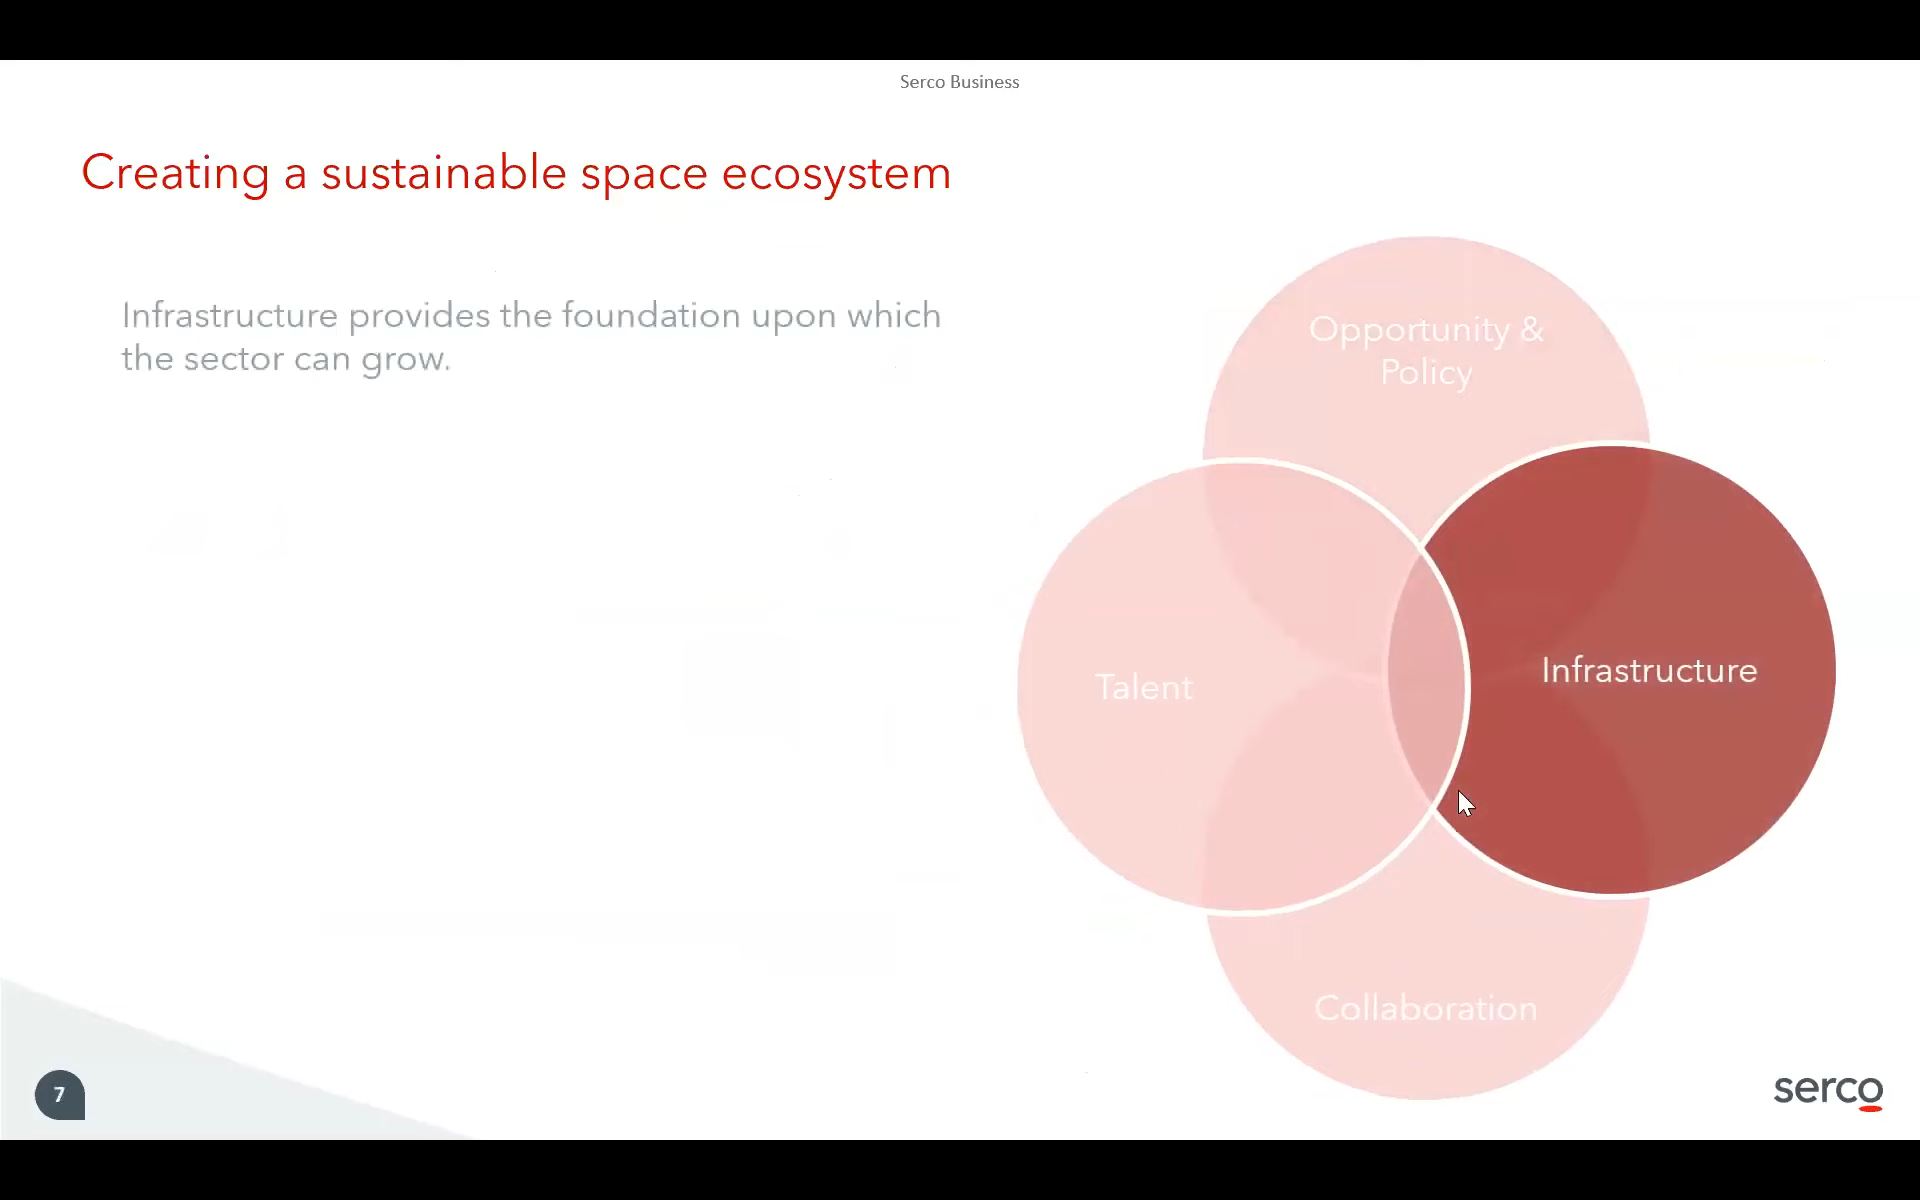 Serco Business
Creating a sustainable space ecosystem
Infrastructure provides the foundation upon which
the sector can grow.
Opportunity &
Policy
Talent
Infrastructure
Collaboration
7
serco